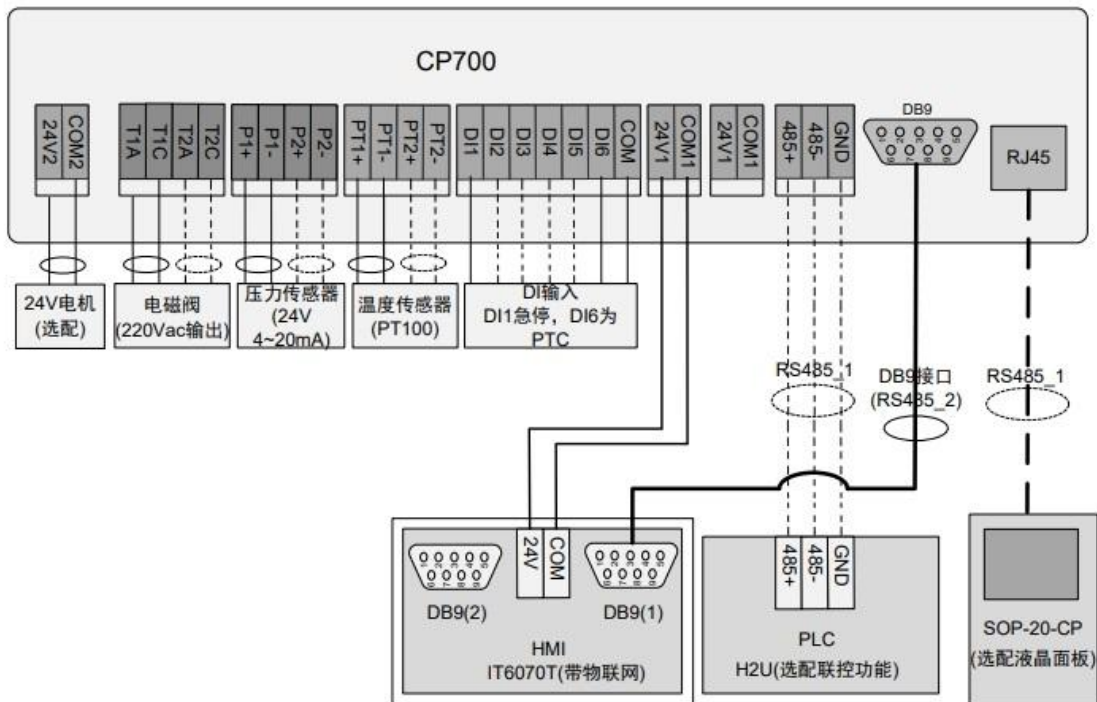 CP700
24V2
COM2
T1A
T1C
T2A
T2C
P1+
P1-
P2+
P2-
PT1+
PT1-
PT2+
PT2-
DI1
DI2
DI3
DI4
DI5
DI6
COM
24V1
COM1
24V1
COM1
485+
485-
GND
DB9
RJ45
24V电机
(选配)
电磁阀
(220Vac输出)
压力传感器
(24V
4~20mA)
温度传感器
(PT100)
DI输入
DI1急停，DI6为
PTC
RS485_1
DB9接口
(RS485_2)
RS485_1
24V
COM
DB9(2)
DB9(1)
HMI
IT6070T(带物联网)
485+
485-
GND
PLC
H2U(选配联控功能)
SOP-20-CP
(选配液晶面板)